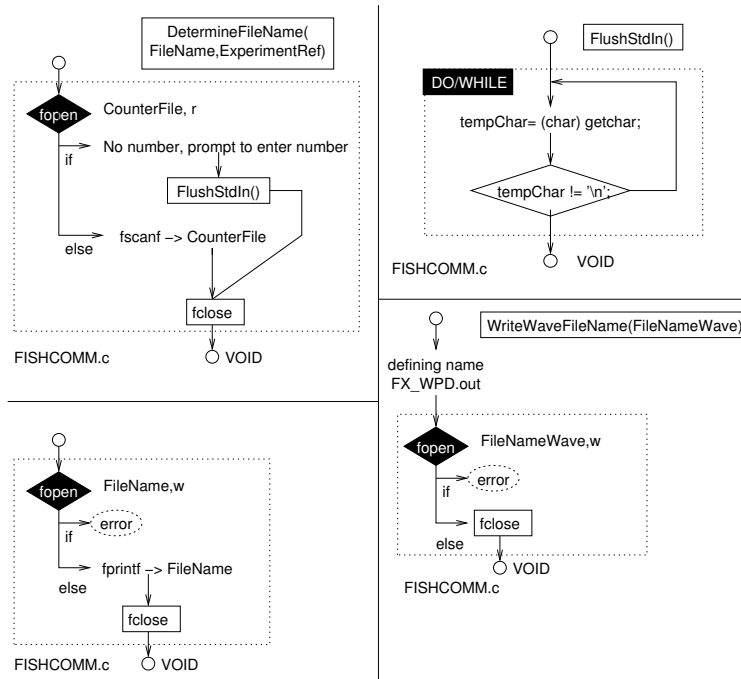 DetermineFileName(
FileName,ExperimentRef)
fopen
CounterFile, r
if
No number, prompt to enter number
FlushStdIn()
else
fscanf −> CounterFile
fclose
FISHCOMM.c
VOID
FlushStdIn()
DO/WHILE
tempChar= (char) getchar;
tempChar != '\n';
FISHCOMM.c
VOID
fopen
FileName,w
if
error
else
fprintf −> FileName
fclose
FISHCOMM.c
VOID
WriteWaveFileName(FileNameWave)
defining name
FX_WPD.out
fopen
FileNameWave,w
if
error
else
fclose
VOID
FISHCOMM.c